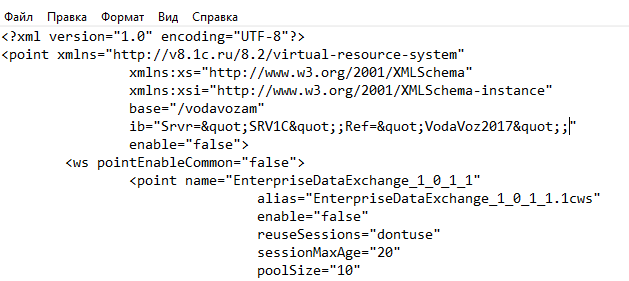 Файл Правка Формат Вид Справка
<?xml version="1.0" encoding="UTF-8"?>
<point xmlns="http://v8.1c.ru/8.2/virtual-resource-system"
xmlns:xs="http://www.w3.org/2001/XMLSchema"
xmlns:xsi="http://www.w3.org/2001/XMLSchema-instance"
base="/vodavozam"
ib="Srvr=&quot;SRV1C&quot;;Ref=&quot;VodaVoz2017&quot;;"
enable="false">
<ws pointEnableCommon="false">
<point name="EnterpriseDataExchange_1_0_1_1"
alias="EnterpriseDataExchange_1_0_1_1.1cws"
enable="false"
reuseSessions="dontuse"
sessionMaxAge="20"
poolSize="10"